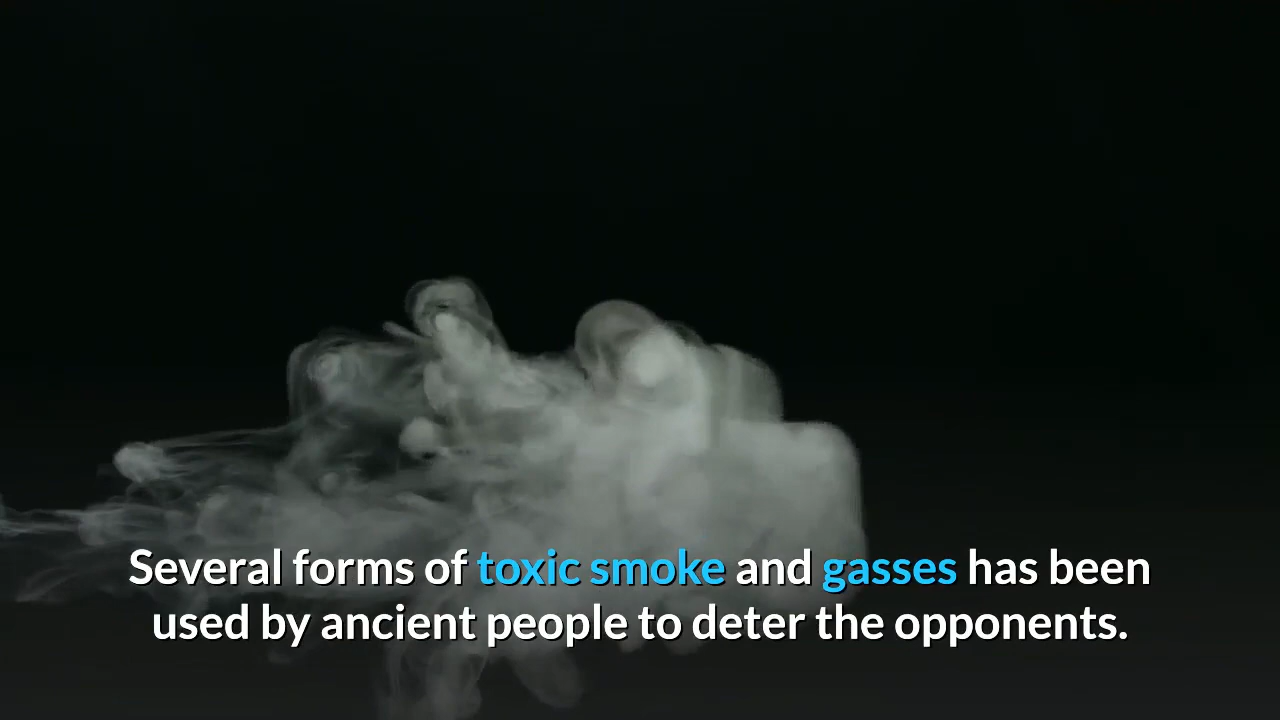 Several forms of toxic smoke and gasses has been
used by ancient people to deter the opponents.